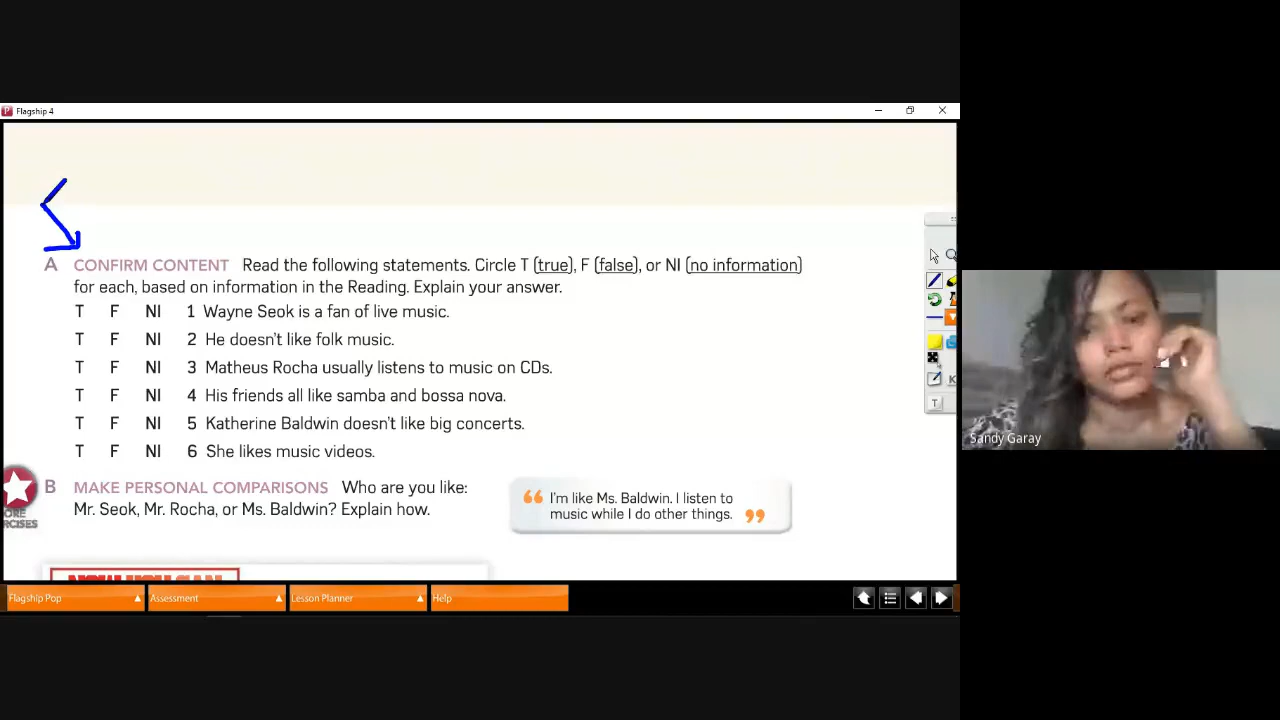 Flagship 4
A CONFIRM CONTENT Read the following statements. Circle T (true), F (false), or NI (no information)
for each, based on information in the Reading. Explain your answer.
T F NI 1 Wayne Seok is a fan of live music.
T F NI 2 He doesn't like folk music.
T F NI 3 Matheus Rocha usually listens to music on CDs.
T F NI 4 His friends all like samba and bossa nova.
T F NI 5 Katherine Baldwin doesn't like big concerts.
T F NI 6 She likes music videos.
B MAKE PERSONAL COMPARISONS Who are you like:
Mr. Seok, Mr. Rocha, or Ms. Baldwin? Explain how.
“ I'm like Ms. Baldwin. I listen to
music while I do other things. ”
ORE
RCISES
NOW YOU CAN
Flagship Pop
Assessment
Lesson Planner
Help
T
Sandy Garay